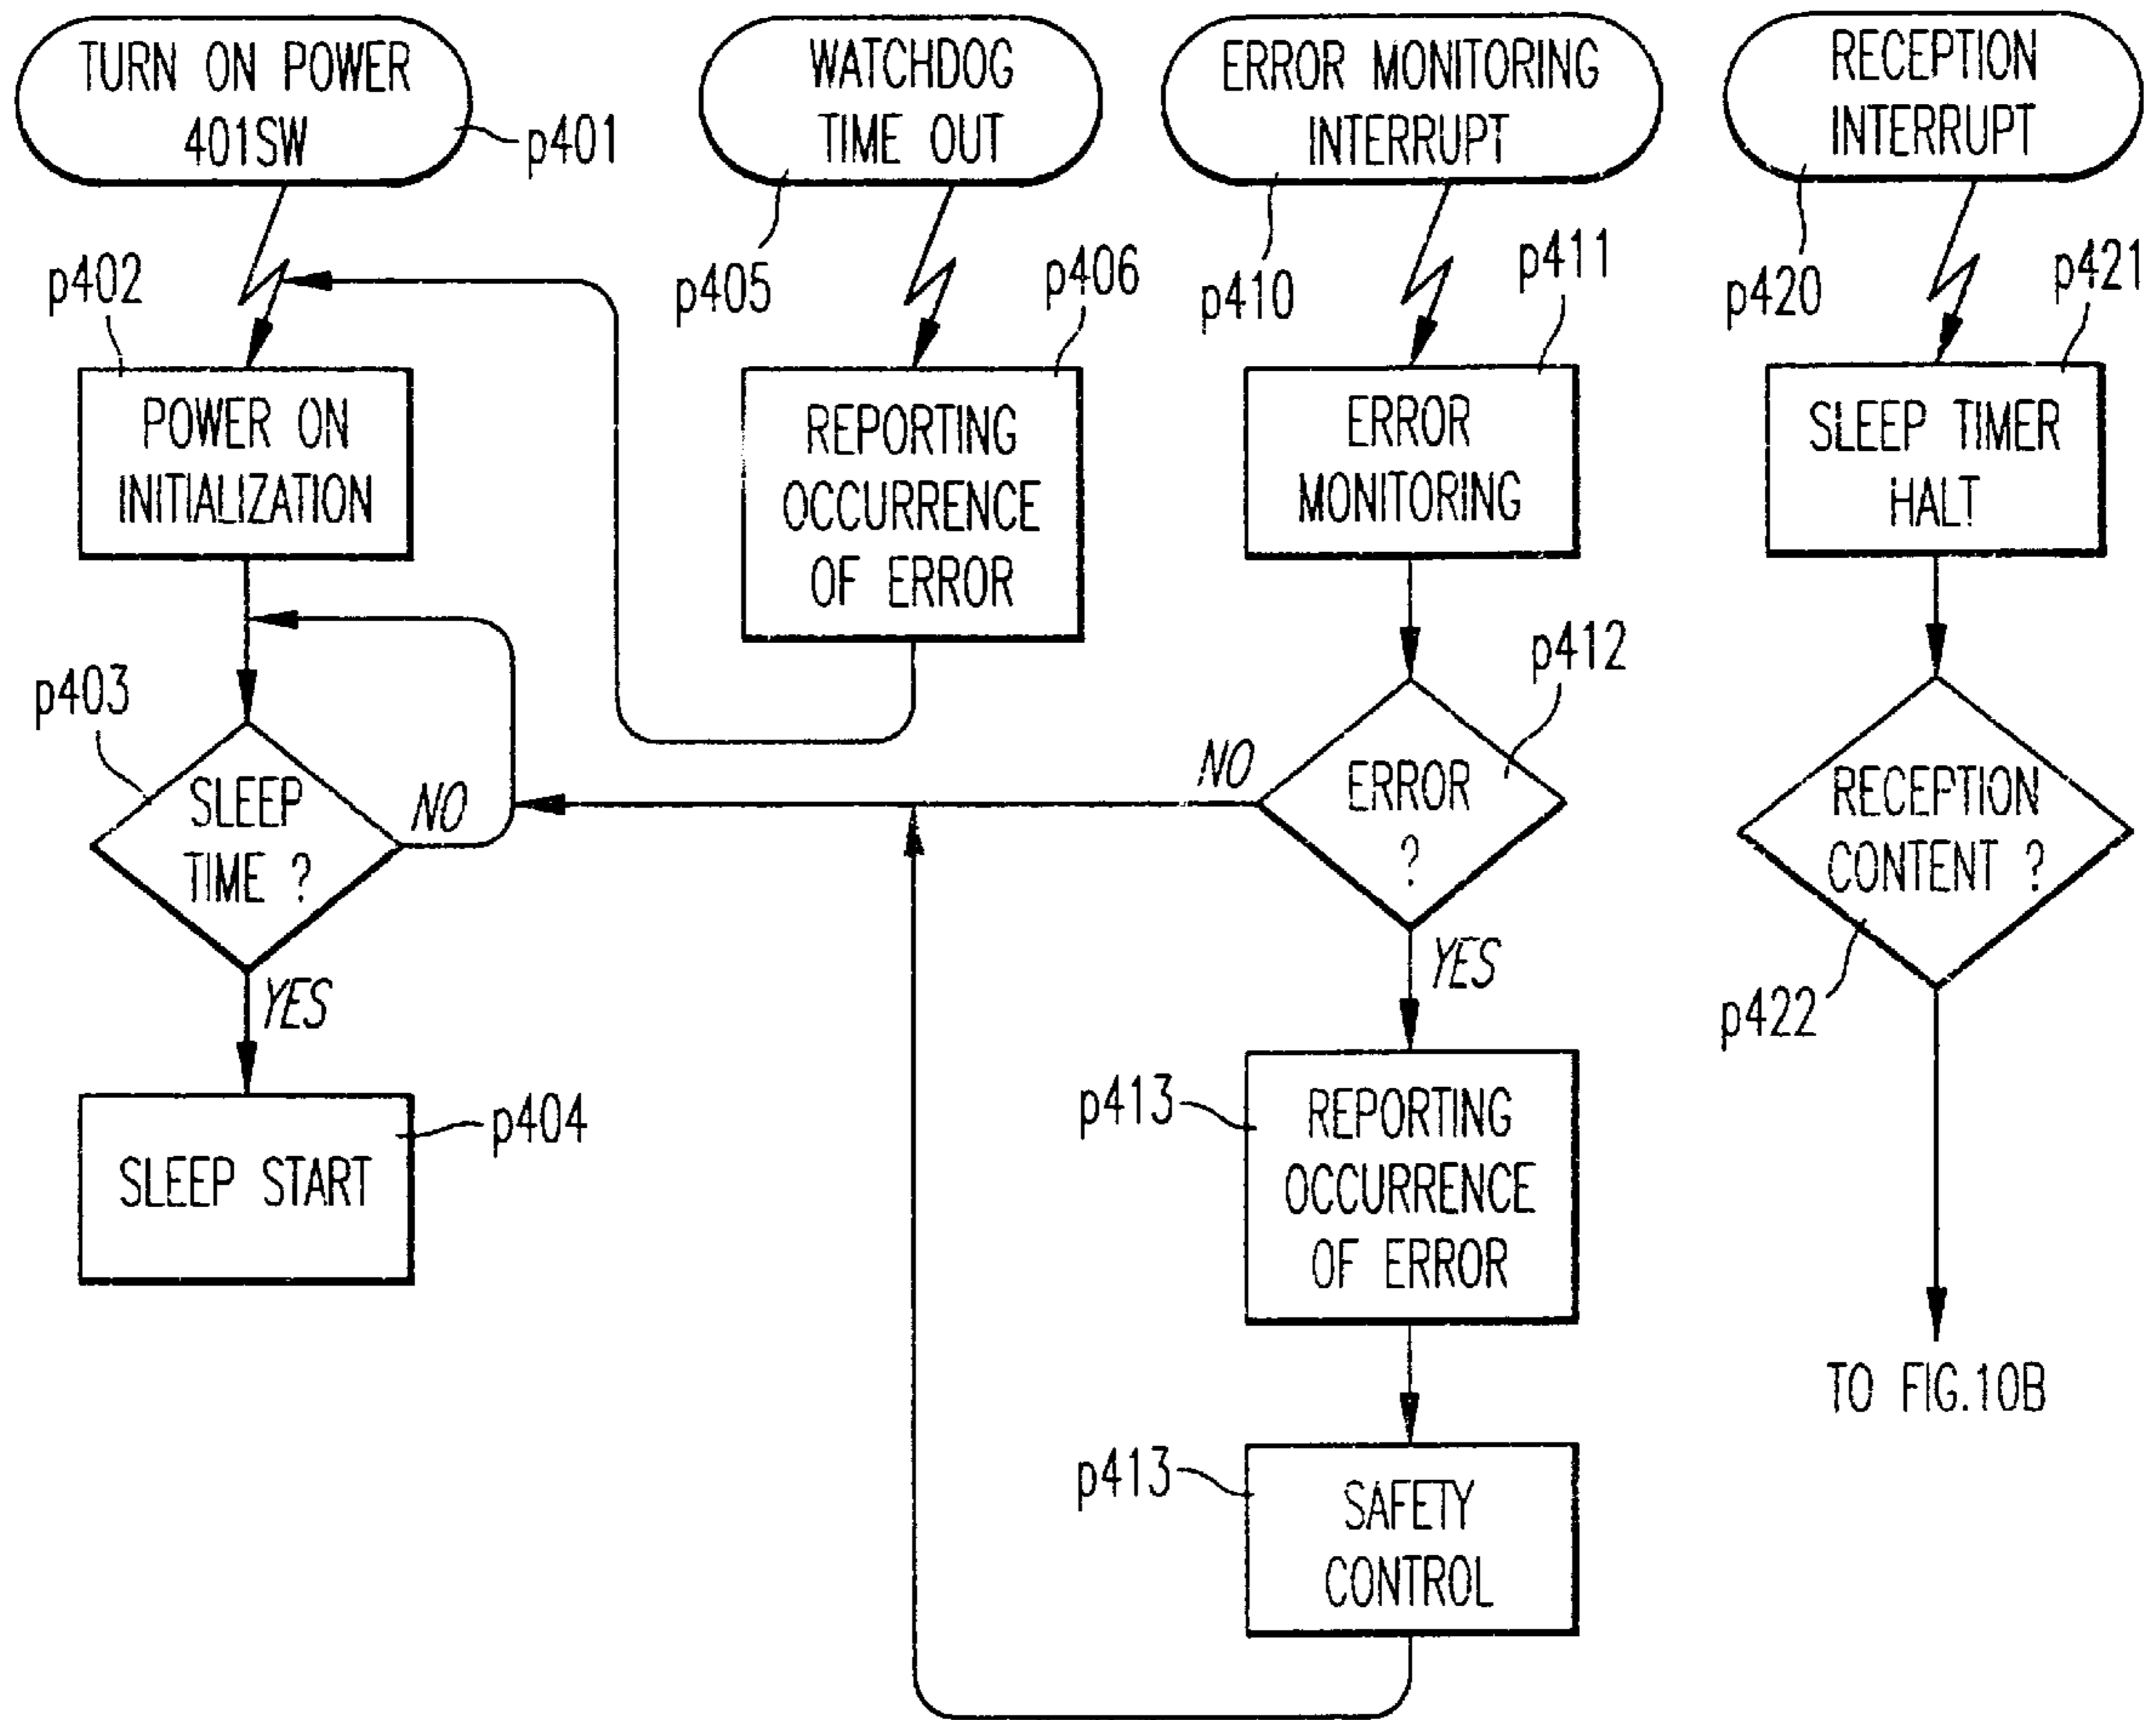 TURN ON POWER
401SW
p401
p402
POWER ON
INITIALIZATION
p403
SLEEP
TIME ?
NO
YES
SLEEP START
p404
WATCHDOG
TIME OUT
p405
p406
REPORTING
OCCURRENCE
OF ERROR
ERROR MONITORING
INTERRUPT
p410
p411
ERROR
MONITORING
p412
ERROR
?
NO
YES
p413
REPORTING
OCCURRENCE
OF ERROR
p413
SAFETY
CONTROL
RECEPTION
INTERRUPT
p420
p421
SLEEP TIMER
HALT
RECEPTION
CONTENT ?
p422
TO FIG.10B